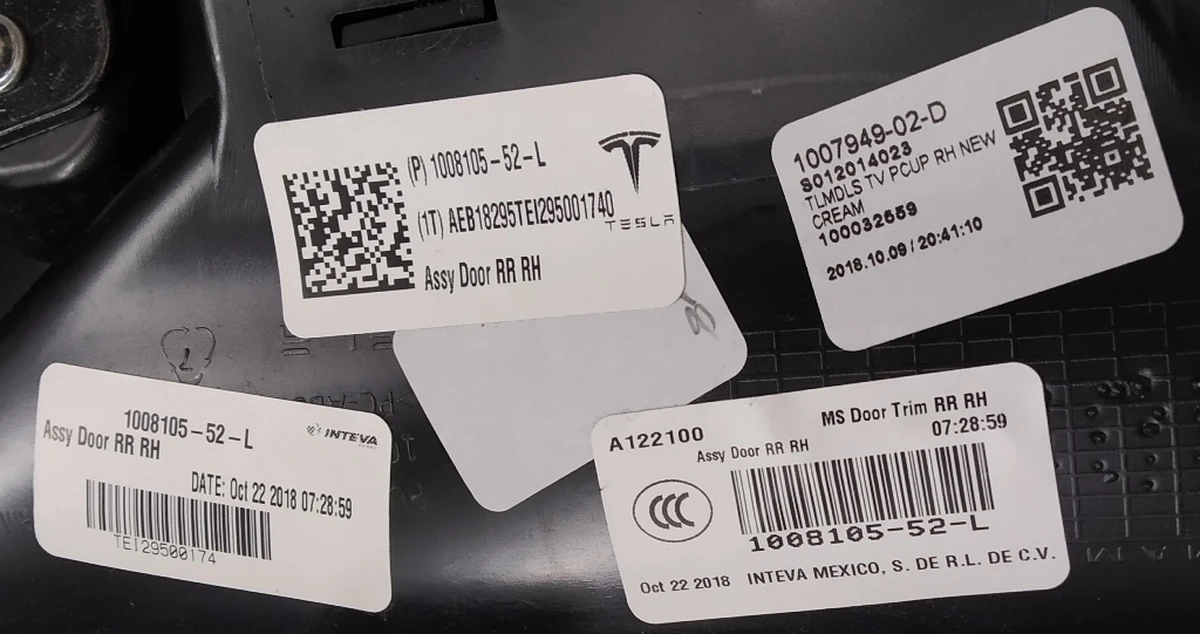 (P) 1008105-52-L
(1T) AEB18295TEI295001740
TESLA
Assy Door RR RH
1007949-02-D
S012014023
TLMDLS TV PCUP RH NEW
CREAM
100032659
2018.10.09 / 20:41:10
1008105-52-L
Assy Door RR RH
INTEVA
DATE: Oct 22 2018 07:28:59
TEI29500174
A122100
MS Door Trim RR RH
Assy Door RR RH
07:28:59
CCC
1008105-52-L
Oct 22 2018 INTEVA MEXICO, S. DE R.L. DE C.V.